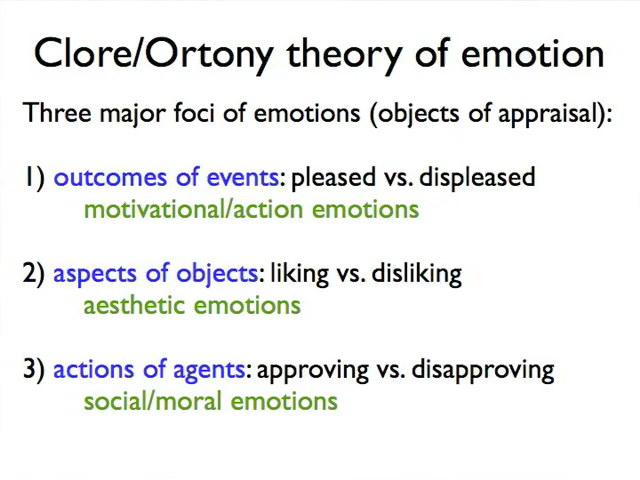 Clore/Ortony theory of emotion
Three major foci of emotions (objects of appraisal):
1) outcomes of events: pleased vs. displeased
motivational/action emotions
2) aspects of objects: liking vs. disliking
aesthetic emotions
3) actions of agents: approving vs. disapproving
social/moral emotions